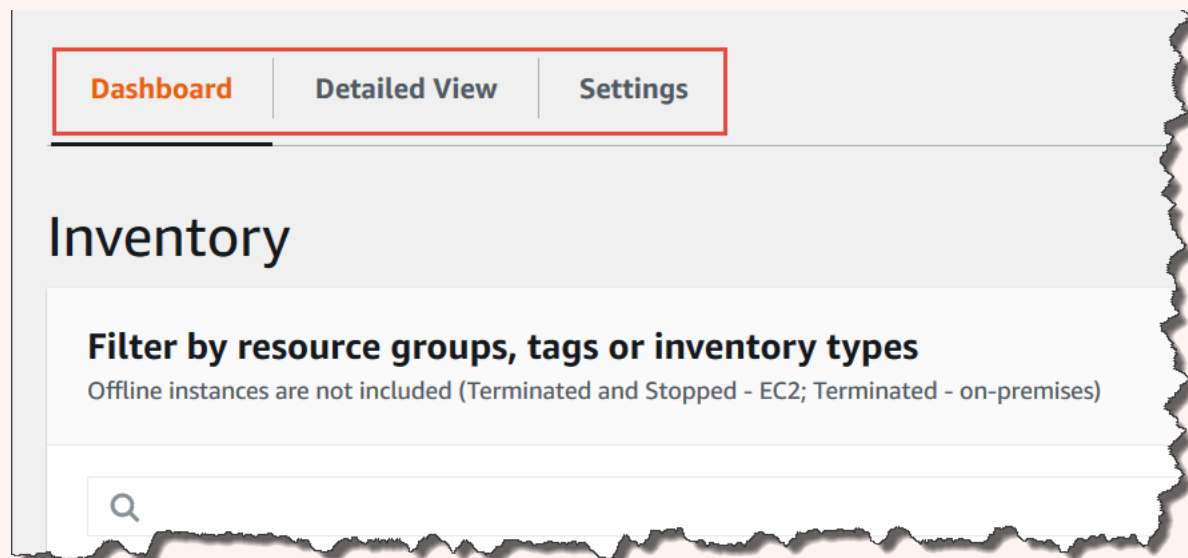 Dashboard Detailed View Settings
Inventory
Filter by resource groups, tags or inventory types
Offline instances are not included (Terminated and Stopped - EC2; Terminated - on-premises)